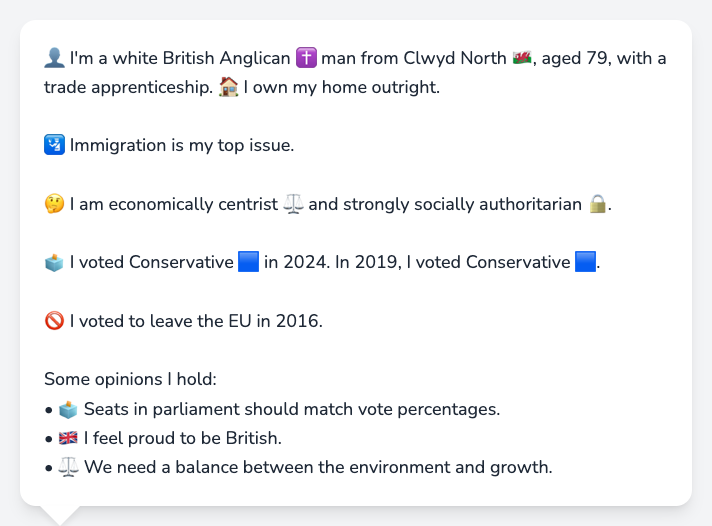 👤 I'm a white British Anglican ✝️ man from Clwyd North 🏴󠁧󠁢󠁷󠁬󠁳󠁿, aged 79, with a
trade apprenticeship. 🏠 I own my home outright.
🛂 Immigration is my top issue.
🤔 I am economically centrist ⚖️ and strongly socially authoritarian 🔒.
🗳️ I voted Conservative 🟦 in 2024. In 2019, I voted Conservative 🟦.
🚫 I voted to leave the EU in 2016.
Some opinions I hold:
• 🗳️ Seats in parliament should match vote percentages.
• 🇬🇧 I feel proud to be British.
• ⚖️ We need a balance between the environment and growth.